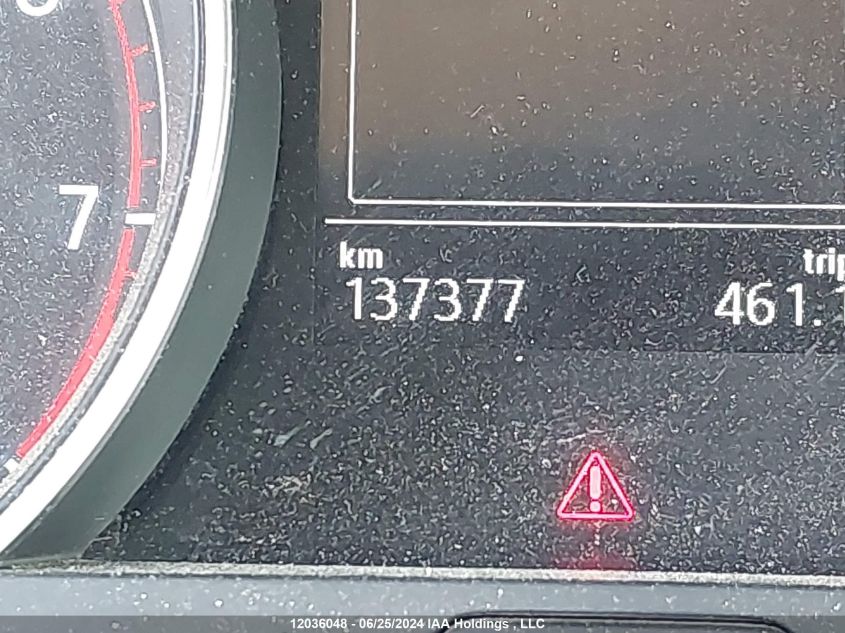 7
km
trip
137377
461.1
12036048 - 06/25/2024 IAA Holdings , LLC